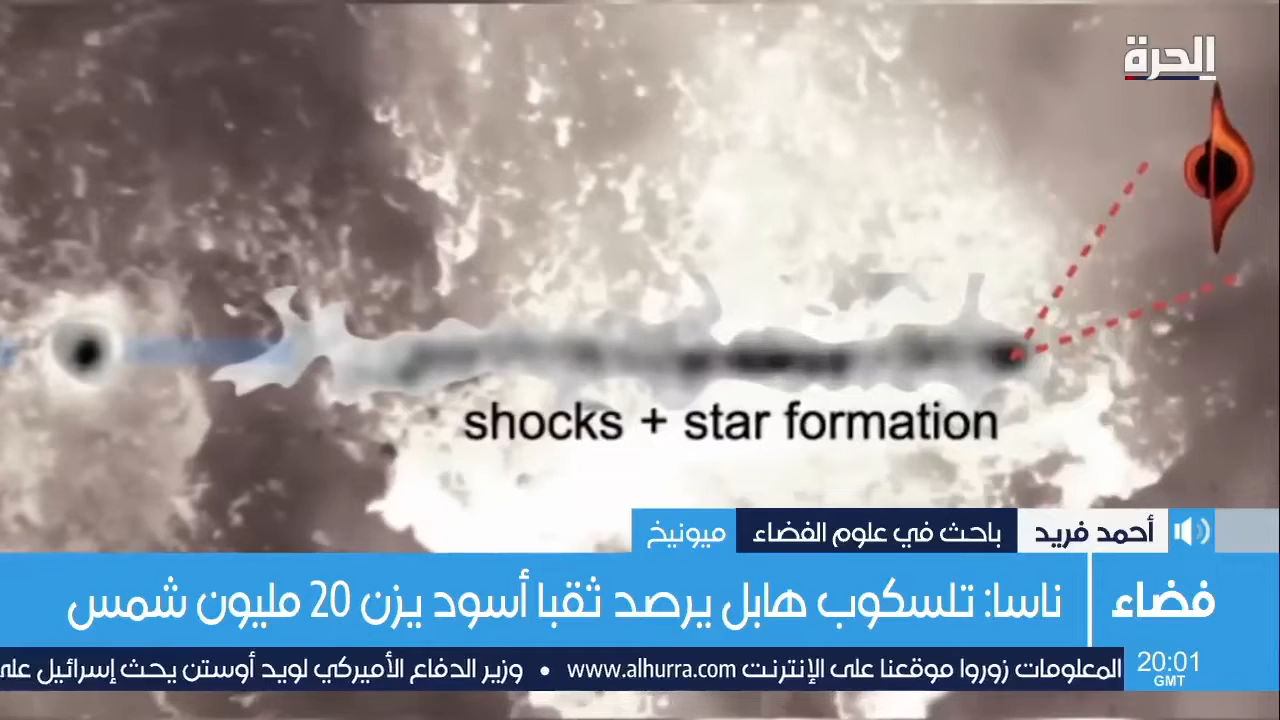 الحرة
shocks + star formation
أحمد فريد باحث في علوم الفضاء ميونيخ
فضاء ناسا: تلسكوب هابل يرصد ثقبا أسود يزن 20 مليون شمس
20:01 GMT المعلومات زوروا موقعنا على الإنترنت www.alhurra.com • وزير الدفاع الأميركي لويد أوستن يحث إسرائيل على